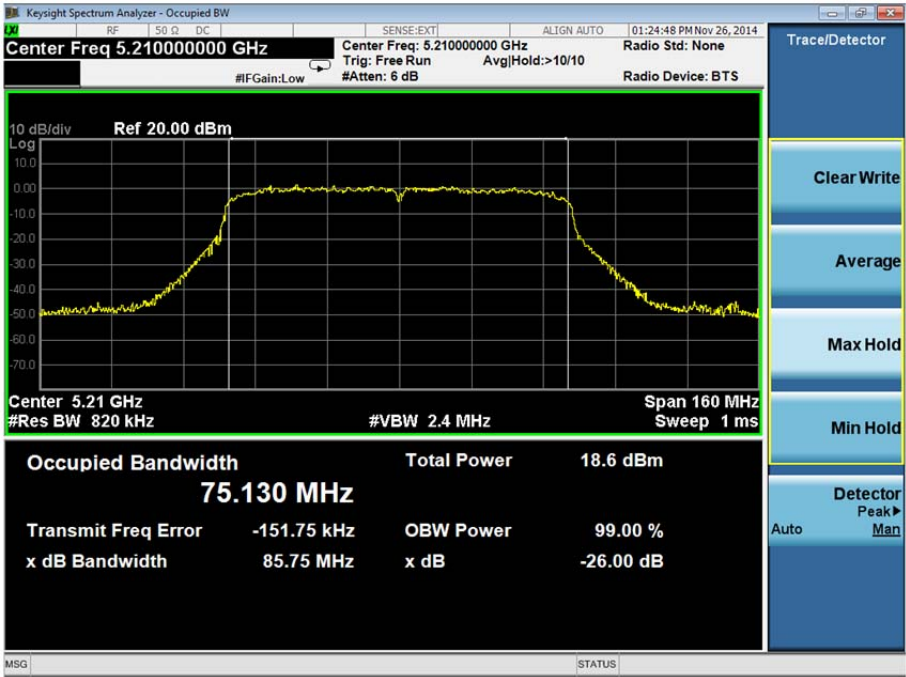 Keysight Spectrum Analyzer - Occupied BW
LXI RF 50 Ω DC SENSE:EXT ALIGN AUTO 01:24:48 PM Nov 26, 2014
Center Freq 5.210000000 GHz
Center Freq: 5.210000000 GHz Radio Std: None
Trig: Free Run Avg|Hold:>10/10
#IFGain:Low #Atten: 6 dB Radio Device: BTS
10 dB/div Ref 20.00 dBm
Log
10.0
0.00
-10.0
-20.0
-30.0
-40.0
-50.0
-60.0
-70.0
Center 5.21 GHz Span 160 MHz
#Res BW 820 kHz #VBW 2.4 MHz Sweep 1 ms
Occupied Bandwidth Total Power 18.6 dBm
75.130 MHz
Transmit Freq Error -151.75 kHz OBW Power 99.00 %
x dB Bandwidth 85.75 MHz x dB -26.00 dB
MSG STATUS
Trace/Detector
Clear Write
Average
Max Hold
Min Hold
Detector
Peak▶
Auto Man